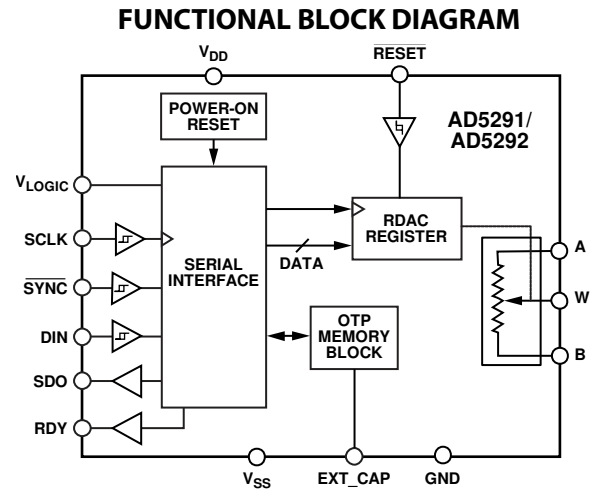 FUNCTIONAL BLOCK DIAGRAM
VDD
RESET
POWER-ON
RESET
AD5291/
AD5292
VLOGIC
SCLK
SYNC
DIN
SDO
RDY
SERIAL
INTERFACE
DATA
RDAC
REGISTER
OTP
MEMORY
BLOCK
A
W
B
VSS
EXT_CAP
GND